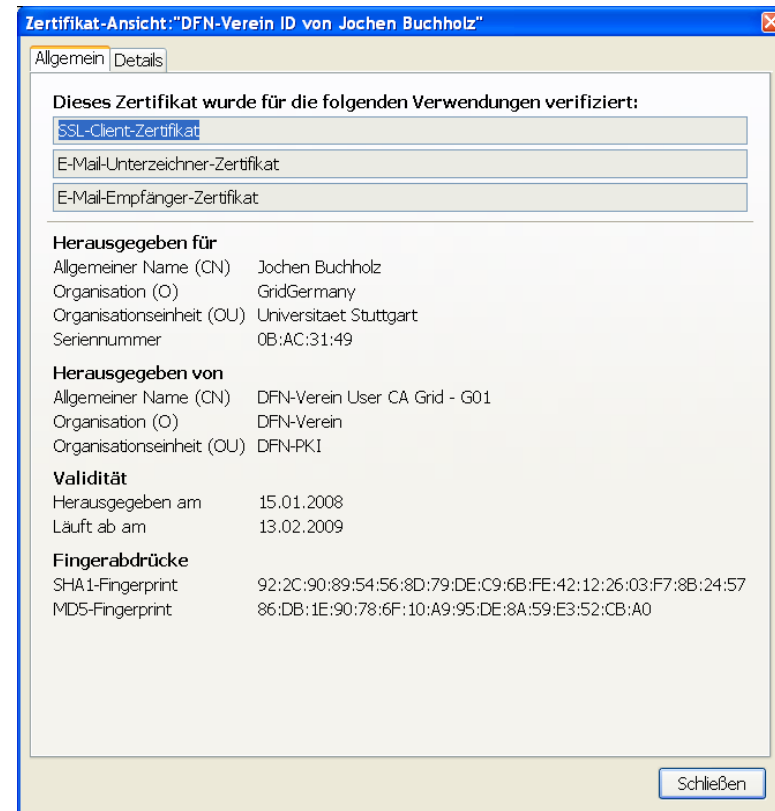 Zertifikat-Ansicht:"DFN-Verein ID von Jochen Buchholz"
Allgemein Details
Dieses Zertifikat wurde für die folgenden Verwendungen verifiziert:
SSL-Client-Zertifikat
E-Mail-Unterzeichner-Zertifikat
E-Mail-Empfänger-Zertifikat
Herausgegeben für
Allgemeiner Name (CN) Jochen Buchholz
Organisation (O) GridGermany
Organisationseinheit (OU) Universitaet Stuttgart
Seriennummer 0B:AC:31:49
Herausgegeben von
Allgemeiner Name (CN) DFN-Verein User CA Grid - G01
Organisation (O) DFN-Verein
Organisationseinheit (OU) DFN-PKI
Validität
Herausgegeben am 15.01.2008
Läuft ab am 13.02.2009
Fingerabdrücke
SHA1-Fingerprint 92:2C:90:89:54:56:8D:79:DE:C9:6B:FE:42:12:26:03:F7:8B:24:57
MD5-Fingerprint 86:DB:1E:90:78:6F:10:A9:95:DE:8A:59:E3:52:CB:A0
Schließen